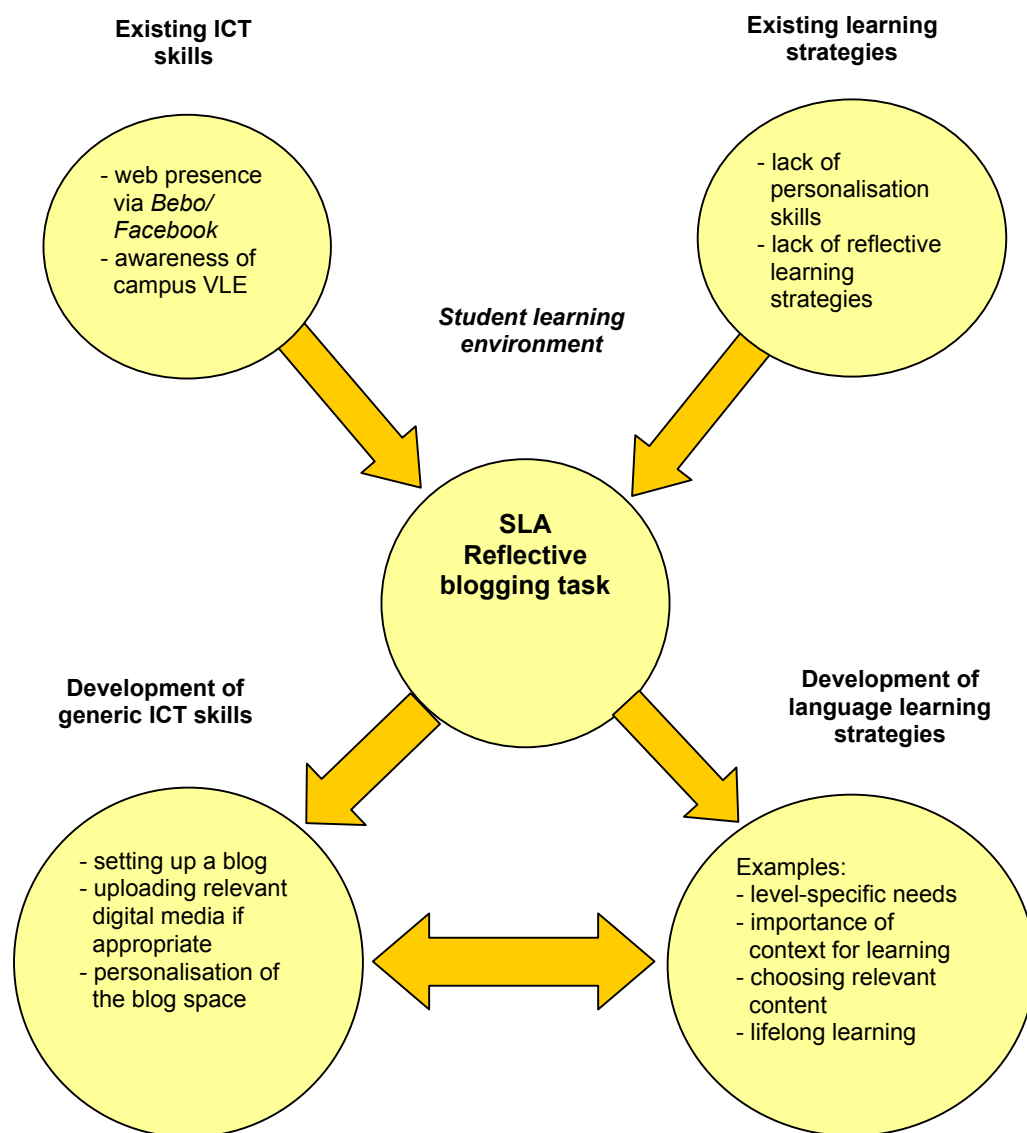 Existing ICT
skills
Existing learning
strategies
- web presence
via Bebo/
Facebook
- awareness of
campus VLE
- lack of
personalisation
skills
- lack of reflective
learning
strategies
Student learning
environment
SLA
Reflective
blogging task
Development of
generic ICT skills
Development of
language learning
strategies
- setting up a blog
- uploading relevant
digital media if
appropriate
- personalisation of
the blog space
Examples:
- level-specific needs
- importance of
context for learning
- choosing relevant
content
- lifelong learning